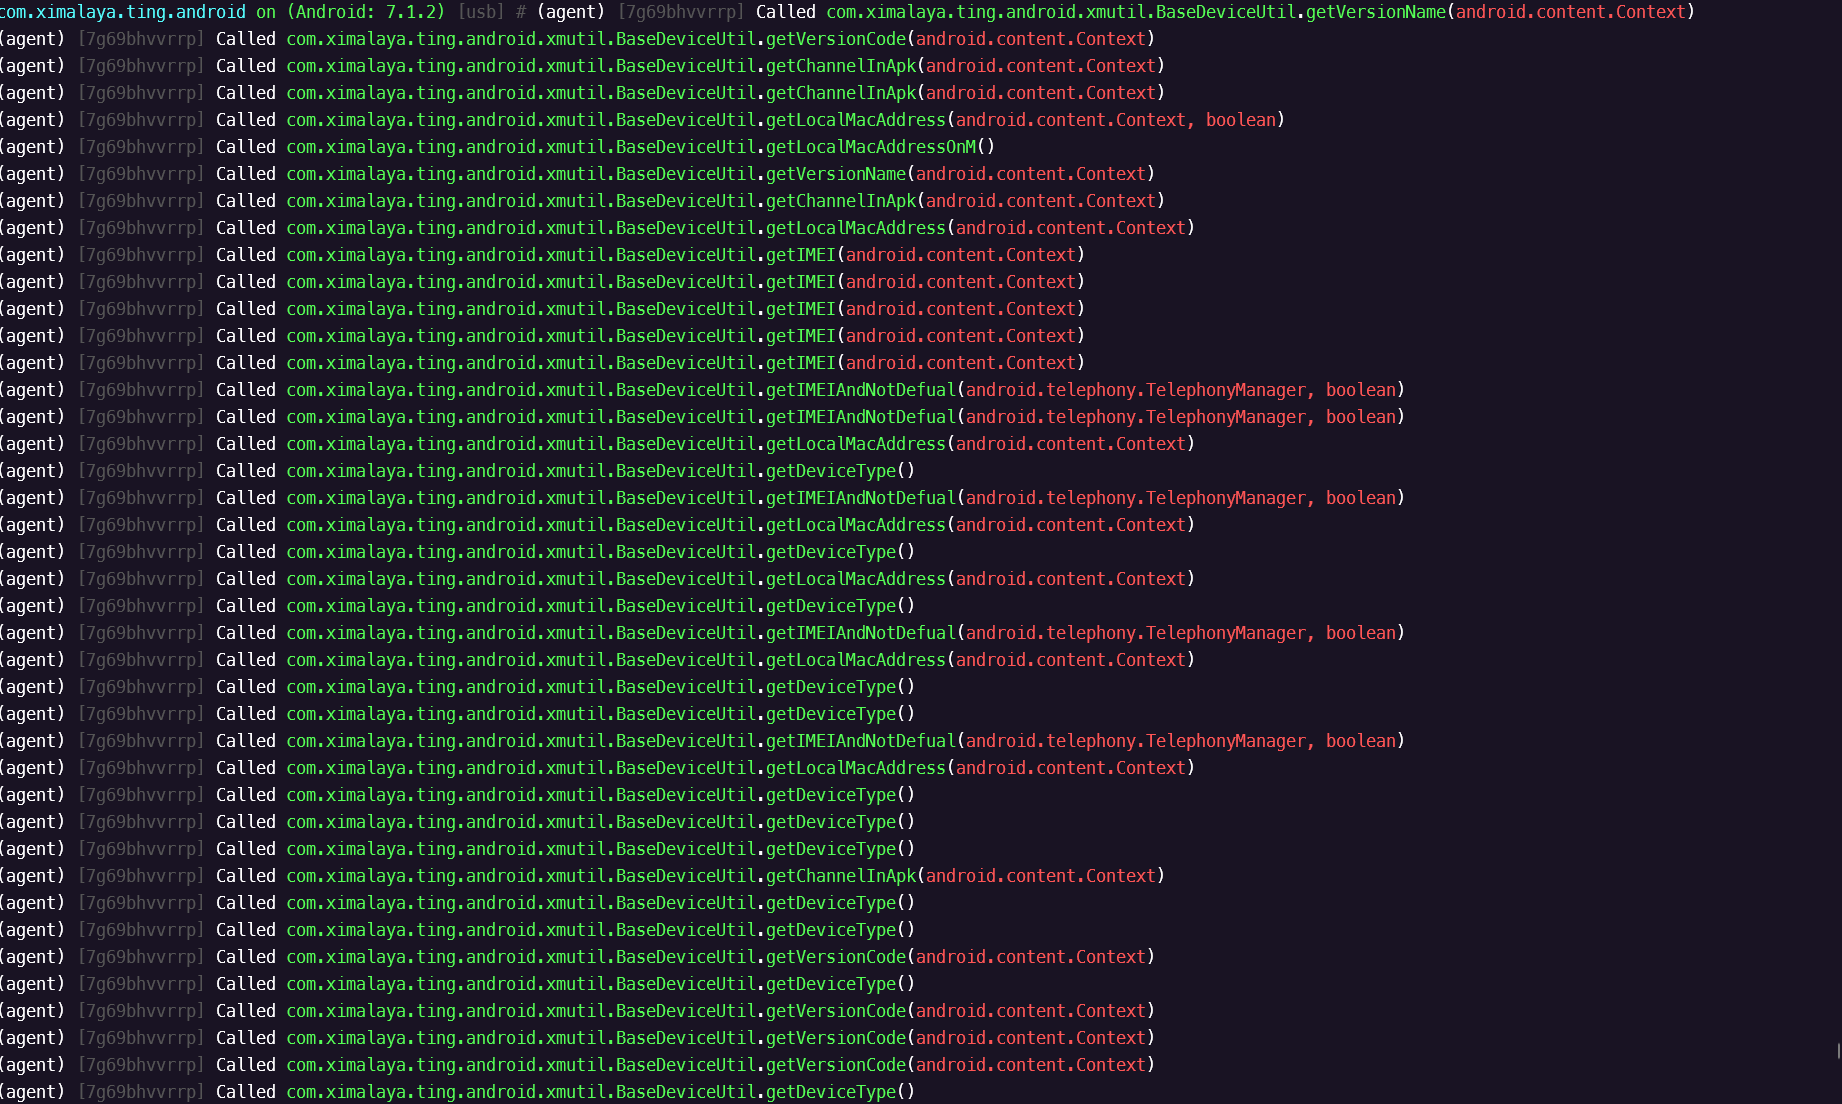 com.ximalaya.ting.android on (Android: 7.1.2) [usb] # (agent) [7g69bhvvrrp] Called com.ximalaya.ting.android.xmutil.BaseDeviceUtil.getVersionName(android.content.Context)
(agent) [7g69bhvvrrp] Called com.ximalaya.ting.android.xmutil.BaseDeviceUtil.getVersionCode(android.content.Context)
(agent) [7g69bhvvrrp] Called com.ximalaya.ting.android.xmutil.BaseDeviceUtil.getChannelInApk(android.content.Context)
(agent) [7g69bhvvrrp] Called com.ximalaya.ting.android.xmutil.BaseDeviceUtil.getChannelInApk(android.content.Context)
(agent) [7g69bhvvrrp] Called com.ximalaya.ting.android.xmutil.BaseDeviceUtil.getLocalMacAddress(android.content.Context, boolean)
(agent) [7g69bhvvrrp] Called com.ximalaya.ting.android.xmutil.BaseDeviceUtil.getLocalMacAddressOnM()
(agent) [7g69bhvvrrp] Called com.ximalaya.ting.android.xmutil.BaseDeviceUtil.getVersionName(android.content.Context)
(agent) [7g69bhvvrrp] Called com.ximalaya.ting.android.xmutil.BaseDeviceUtil.getChannelInApk(android.content.Context)
(agent) [7g69bhvvrrp] Called com.ximalaya.ting.android.xmutil.BaseDeviceUtil.getLocalMacAddress(android.content.Context)
(agent) [7g69bhvvrrp] Called com.ximalaya.ting.android.xmutil.BaseDeviceUtil.getIMEI(android.content.Context)
(agent) [7g69bhvvrrp] Called com.ximalaya.ting.android.xmutil.BaseDeviceUtil.getIMEI(android.content.Context)
(agent) [7g69bhvvrrp] Called com.ximalaya.ting.android.xmutil.BaseDeviceUtil.getIMEI(android.content.Context)
(agent) [7g69bhvvrrp] Called com.ximalaya.ting.android.xmutil.BaseDeviceUtil.getIMEI(android.content.Context)
(agent) [7g69bhvvrrp] Called com.ximalaya.ting.android.xmutil.BaseDeviceUtil.getIMEI(android.content.Context)
(agent) [7g69bhvvrrp] Called com.ximalaya.ting.android.xmutil.BaseDeviceUtil.getIMEIAndNotDefual(android.telephony.TelephonyManager, boolean)
(agent) [7g69bhvvrrp] Called com.ximalaya.ting.android.xmutil.BaseDeviceUtil.getIMEIAndNotDefual(android.telephony.TelephonyManager, boolean)
(agent) [7g69bhvvrrp] Called com.ximalaya.ting.android.xmutil.BaseDeviceUtil.getLocalMacAddress(android.content.Context)
(agent) [7g69bhvvrrp] Called com.ximalaya.ting.android.xmutil.BaseDeviceUtil.getDeviceType()
(agent) [7g69bhvvrrp] Called com.ximalaya.ting.android.xmutil.BaseDeviceUtil.getIMEIAndNotDefual(android.telephony.TelephonyManager, boolean)
(agent) [7g69bhvvrrp] Called com.ximalaya.ting.android.xmutil.BaseDeviceUtil.getLocalMacAddress(android.content.Context)
(agent) [7g69bhvvrrp] Called com.ximalaya.ting.android.xmutil.BaseDeviceUtil.getDeviceType()
(agent) [7g69bhvvrrp] Called com.ximalaya.ting.android.xmutil.BaseDeviceUtil.getLocalMacAddress(android.content.Context)
(agent) [7g69bhvvrrp] Called com.ximalaya.ting.android.xmutil.BaseDeviceUtil.getDeviceType()
(agent) [7g69bhvvrrp] Called com.ximalaya.ting.android.xmutil.BaseDeviceUtil.getIMEIAndNotDefual(android.telephony.TelephonyManager, boolean)
(agent) [7g69bhvvrrp] Called com.ximalaya.ting.android.xmutil.BaseDeviceUtil.getLocalMacAddress(android.content.Context)
(agent) [7g69bhvvrrp] Called com.ximalaya.ting.android.xmutil.BaseDeviceUtil.getDeviceType()
(agent) [7g69bhvvrrp] Called com.ximalaya.ting.android.xmutil.BaseDeviceUtil.getDeviceType()
(agent) [7g69bhvvrrp] Called com.ximalaya.ting.android.xmutil.BaseDeviceUtil.getIMEIAndNotDefual(android.telephony.TelephonyManager, boolean)
(agent) [7g69bhvvrrp] Called com.ximalaya.ting.android.xmutil.BaseDeviceUtil.getLocalMacAddress(android.content.Context)
(agent) [7g69bhvvrrp] Called com.ximalaya.ting.android.xmutil.BaseDeviceUtil.getDeviceType()
(agent) [7g69bhvvrrp] Called com.ximalaya.ting.android.xmutil.BaseDeviceUtil.getDeviceType()
(agent) [7g69bhvvrrp] Called com.ximalaya.ting.android.xmutil.BaseDeviceUtil.getDeviceType()
(agent) [7g69bhvvrrp] Called com.ximalaya.ting.android.xmutil.BaseDeviceUtil.getChannelInApk(android.content.Context)
(agent) [7g69bhvvrrp] Called com.ximalaya.ting.android.xmutil.BaseDeviceUtil.getDeviceType()
(agent) [7g69bhvvrrp] Called com.ximalaya.ting.android.xmutil.BaseDeviceUtil.getDeviceType()
(agent) [7g69bhvvrrp] Called com.ximalaya.ting.android.xmutil.BaseDeviceUtil.getVersionCode(android.content.Context)
(agent) [7g69bhvvrrp] Called com.ximalaya.ting.android.xmutil.BaseDeviceUtil.getDeviceType()
(agent) [7g69bhvvrrp] Called com.ximalaya.ting.android.xmutil.BaseDeviceUtil.getVersionCode(android.content.Context)
(agent) [7g69bhvvrrp] Called com.ximalaya.ting.android.xmutil.BaseDeviceUtil.getVersionCode(android.content.Context)
(agent) [7g69bhvvrrp] Called com.ximalaya.ting.android.xmutil.BaseDeviceUtil.getVersionCode(android.content.Context)
(agent) [7g69bhvvrrp] Called com.ximalaya.ting.android.xmutil.BaseDeviceUtil.getDeviceType()